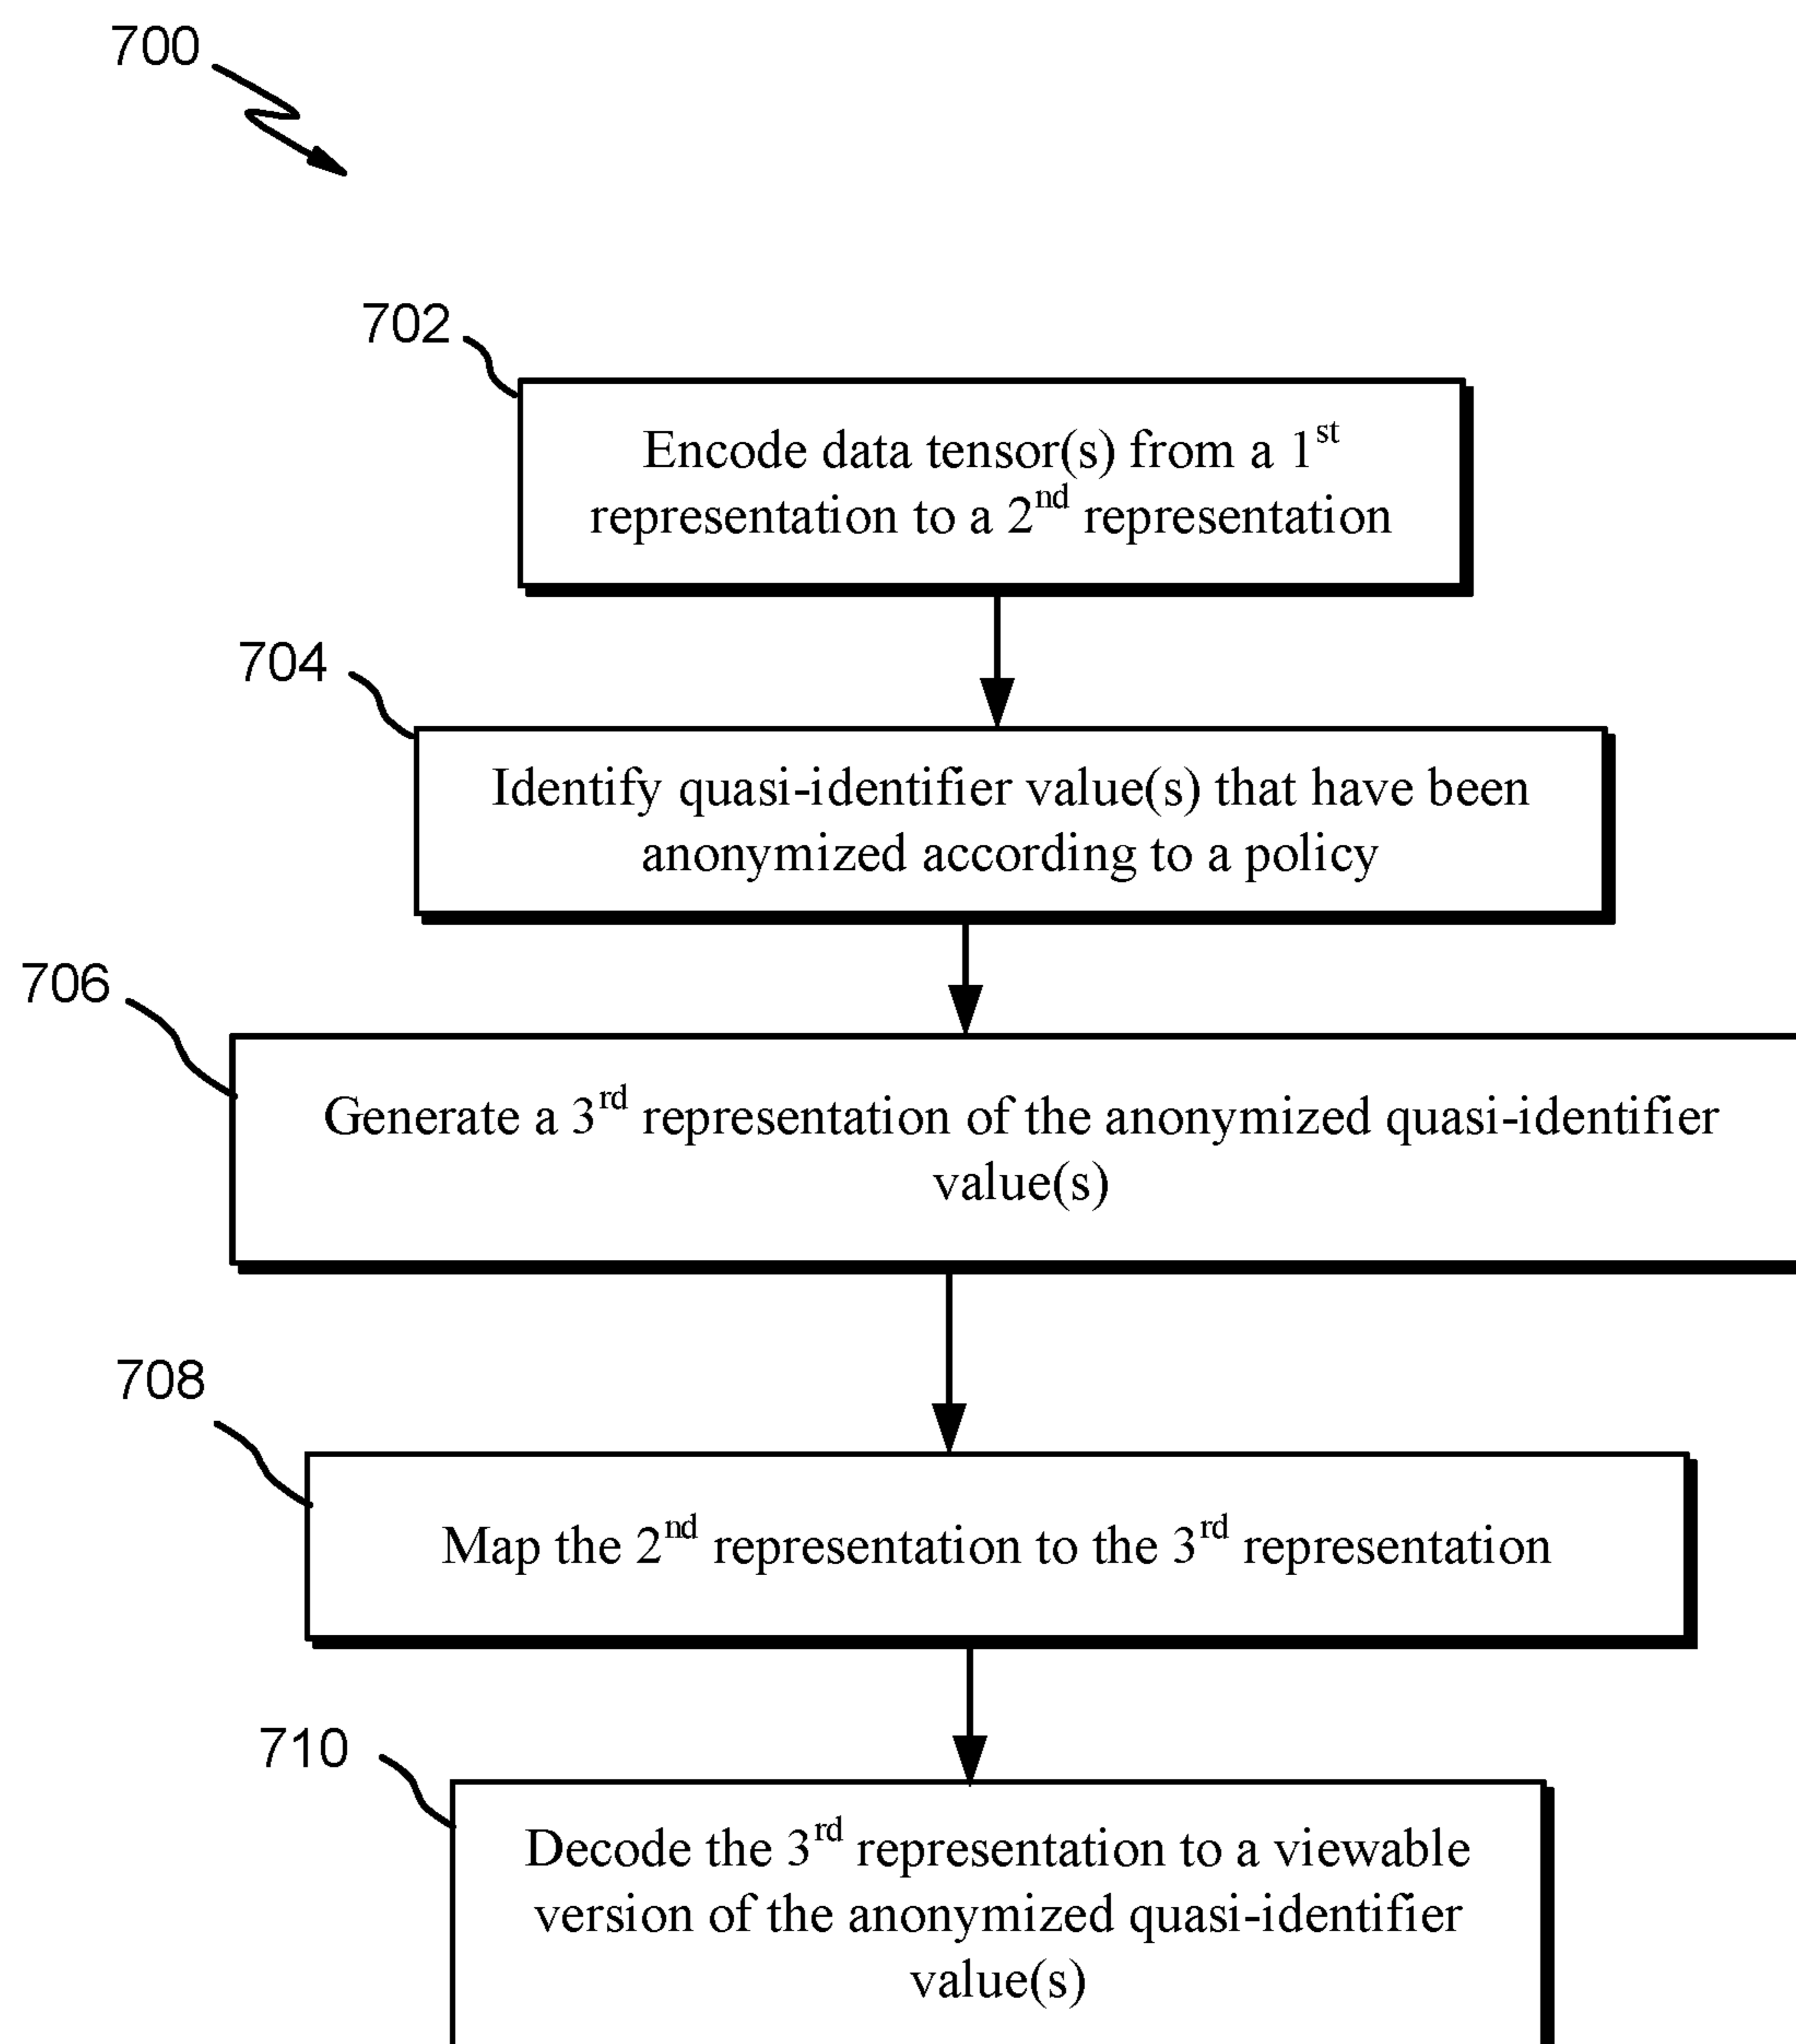 700
702
Encode data tensor(s) from a 1st
representation to a 2nd representation
704
Identify quasi-identifier value(s) that have been
anonymized according to a policy
706
Generate a 3rd representation of the anonymized quasi-identifier
value(s)
708
Map the 2nd representation to the 3rd representation
710
Decode the 3rd representation to a viewable
version of the anonymized quasi-identifier
value(s)